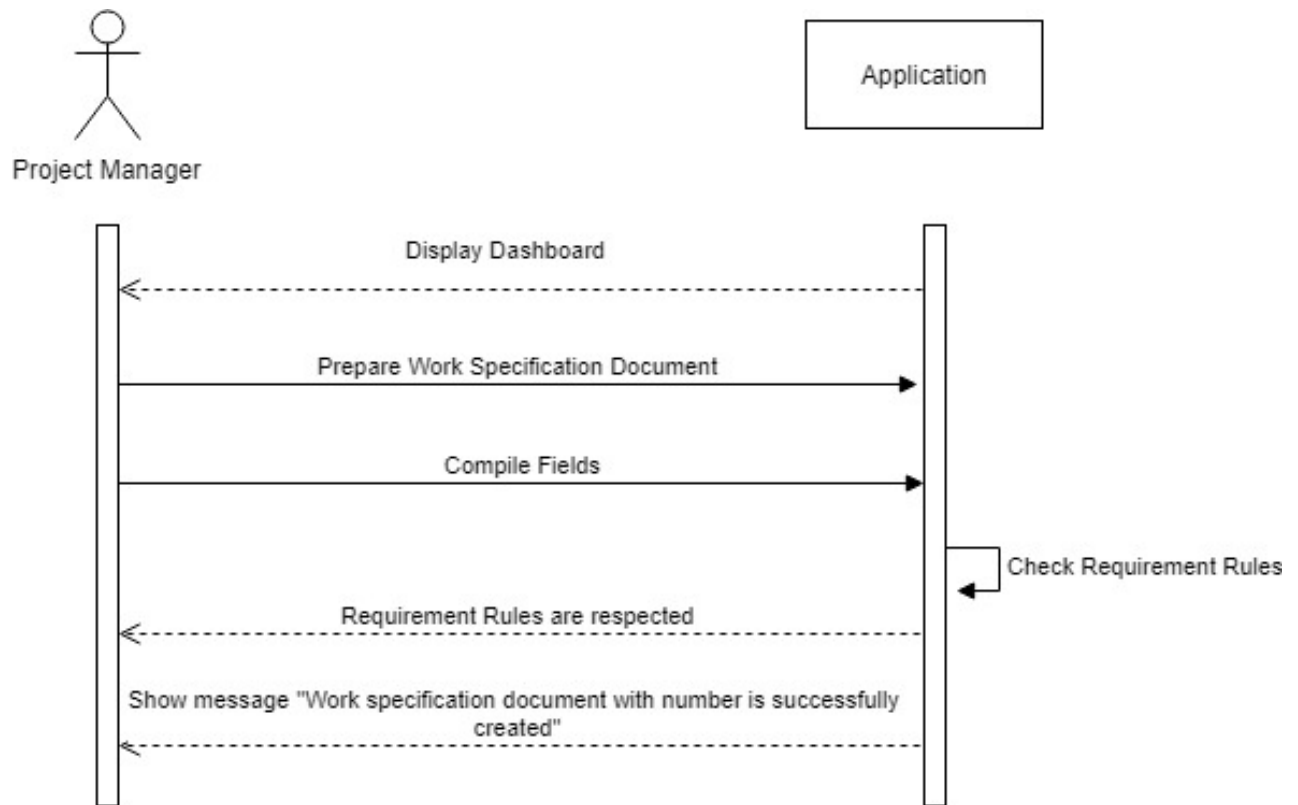 Application
Project Manager
Display Dashboard
Prepare Work Specification Document
Compile Fields
Check Requirement Rules
Requirement Rules are respected
Show message "Work specification document with number is successfully
created"